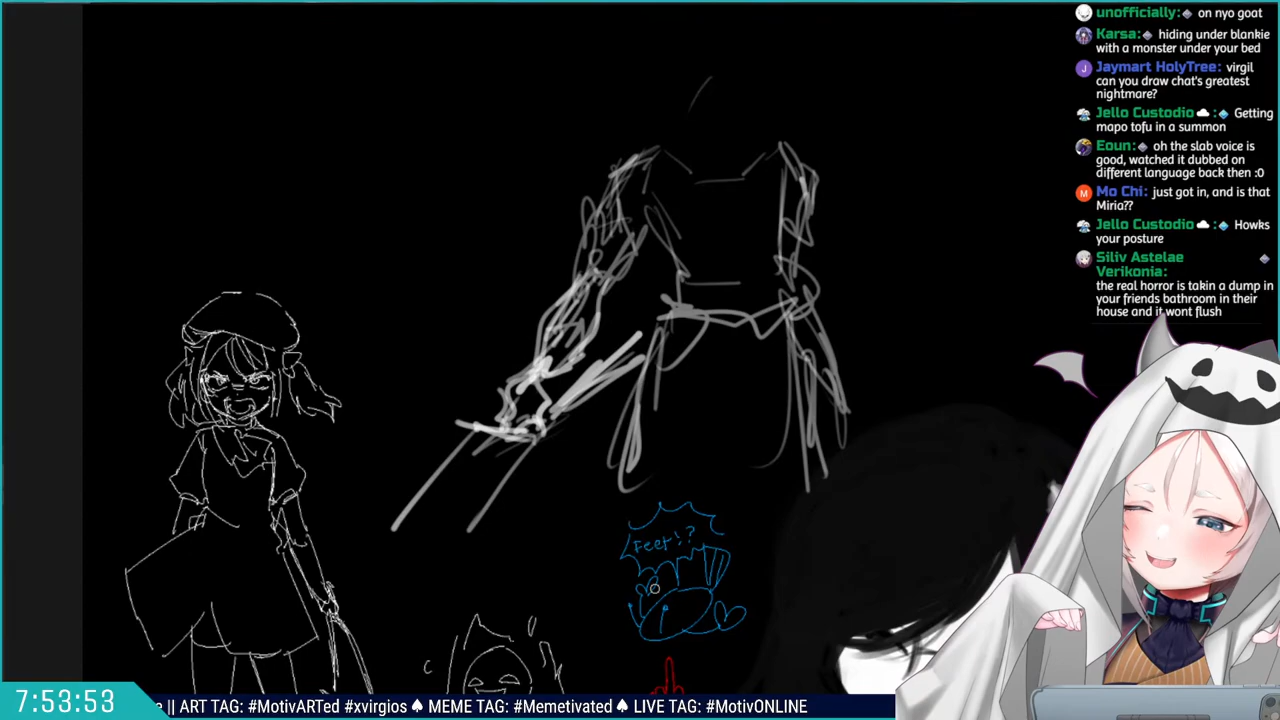 unofficially: on nyo goat
Karsa: hiding under blankie
with a monster under your bed
Jaymart HolyTree: virgil
can you draw chat's greatest
nightmare?
Jello Custodio : Getting
mapo tofu in a summon
Eoun: oh the slab voice is
good, watched it dubbed on
different language back then :0
Mo Chi: just got in, and is that
Miria??
Jello Custodio : Howks
your posture
Siliv Astelae
Verikonia:
the real horror is takin a dump in
your friends bathroom in their
house and it wont flush
Feet!?
7:53:53
e || ART TAG: #MotivARTed #xvirgios ♠ MEME TAG: #Memetivated ♠ LIVE TAG: #MotivONLINE